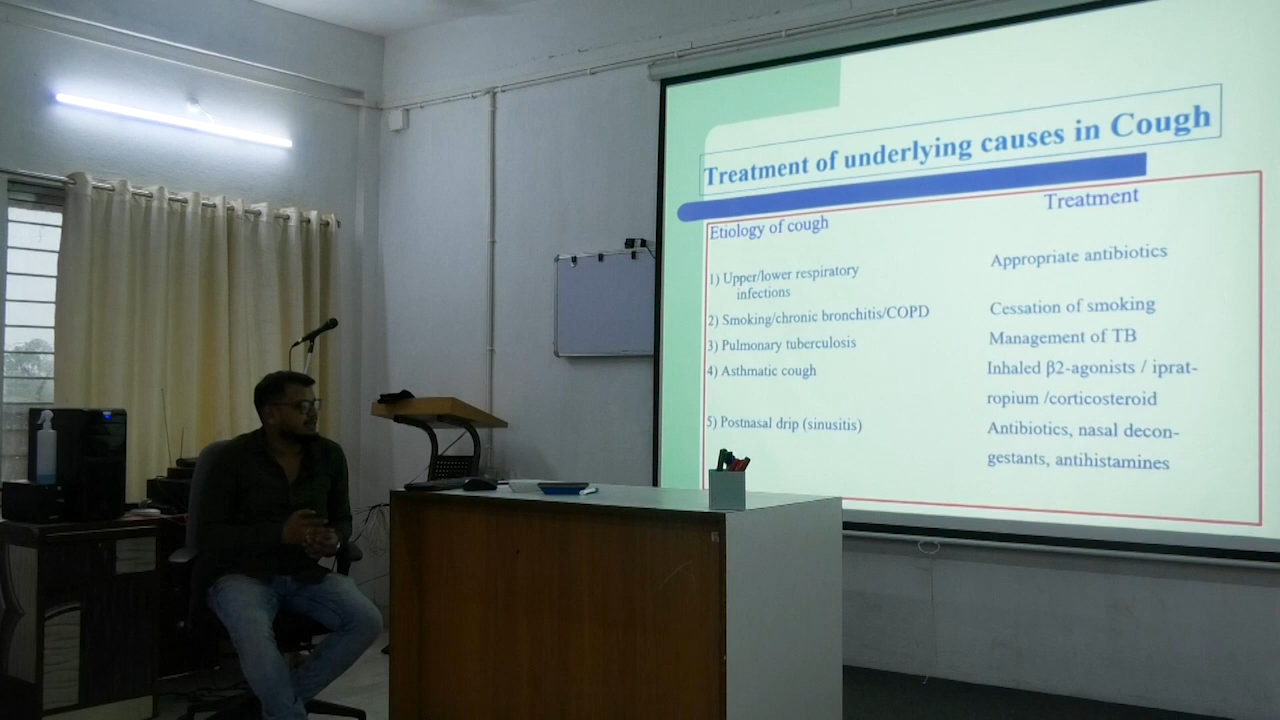 Treatment of underlying causes in Cough
Etiology of cough
Treatment
1) Upper/lower respiratory
infections
Appropriate antibiotics
2) Smoking/chronic bronchitis/COPD
Cessation of smoking
3) Pulmonary tuberculosis
Management of TB
4) Asthmatic cough
Inhaled β2-agonists / iprat-
ropium /corticosteroid
5) Postnasal drip (sinusitis)
Antibiotics, nasal decon-
gestants, antihistamines